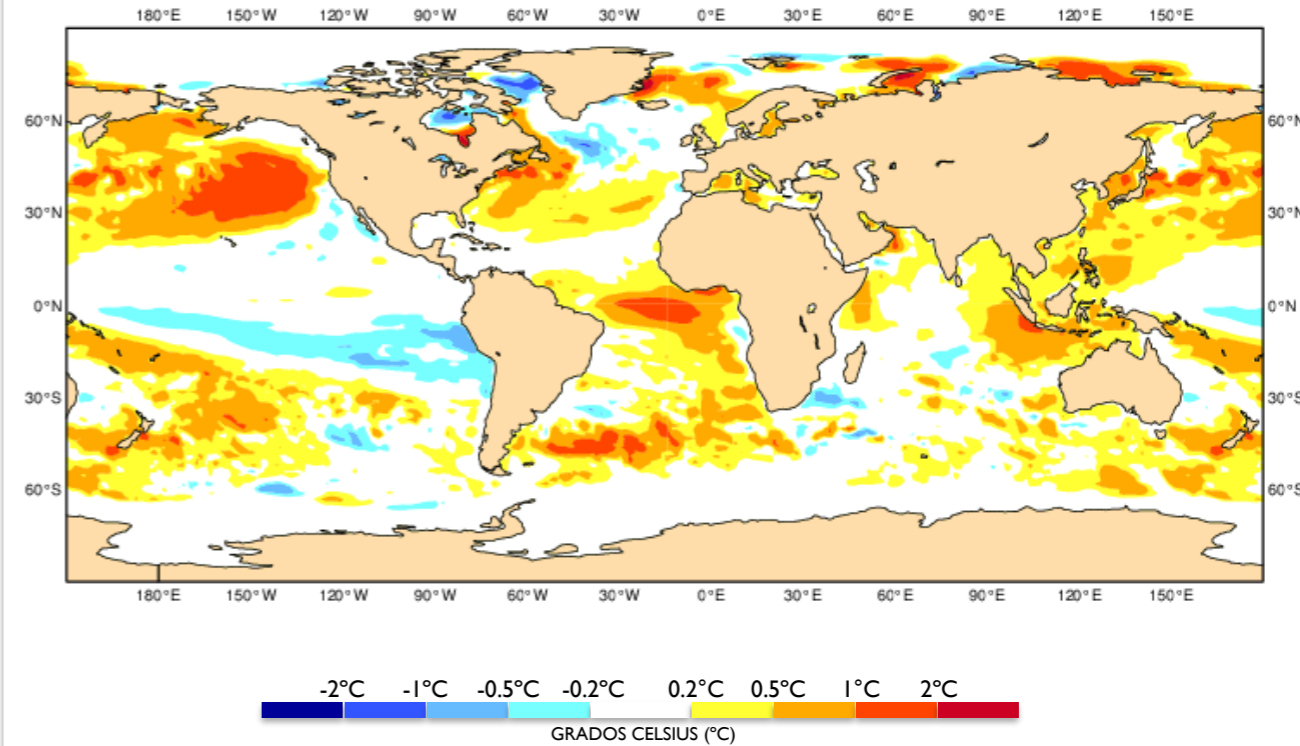 180°E 150°W 120°W 90°W 60°W 30°W 0°E 30°E 60°E 90°E 120°E 150°E
60°N 60°N
30°N 30°N
0°N 0°N
30°S 30°S
60°S 60°S
180°E 150°W 120°W 90°W 60°W 30°W 0°E 30°E 60°E 90°E 120°E 150°E
-2°C -1°C -0.5°C -0.2°C 0.2°C 0.5°C 1°C 2°C
GRADOS CELSIUS (°C)